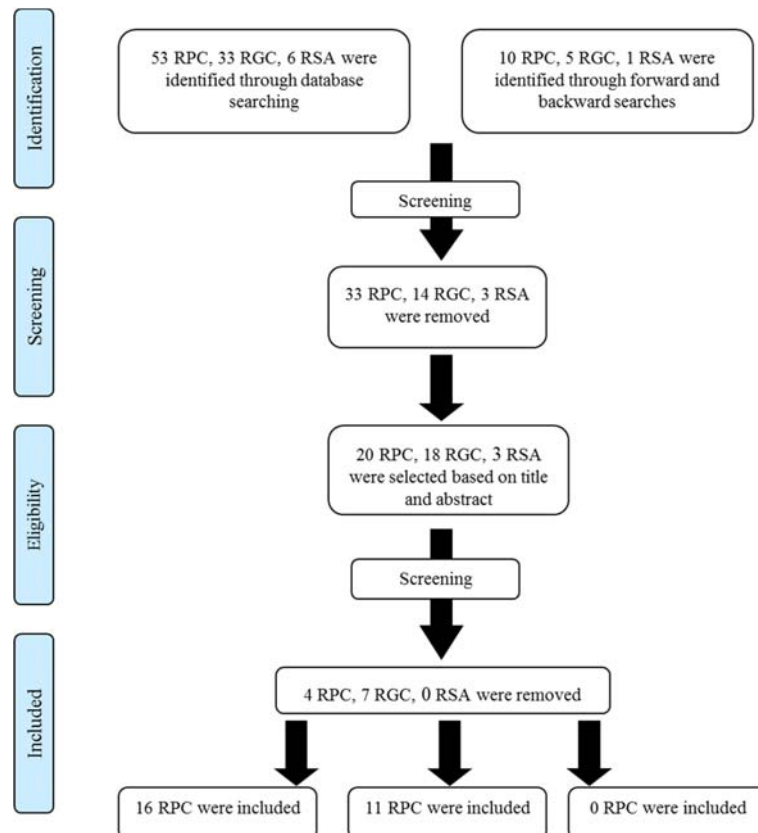 Identification
53 RPC, 33 RGC, 6 RSA were
identified through database
searching
10 RPC, 5 RGC, 1 RSA were
identified through forward and
backward searches
Screening
Screening
33 RPC, 14 RGC, 3 RSA
were removed
Eligibility
20 RPC, 18 RGC, 3 RSA
were selected based on title
and abstract
Screening
Included
4 RPC, 7 RGC, 0 RSA were removed
16 RPC were included
11 RPC were included
0 RPC were included